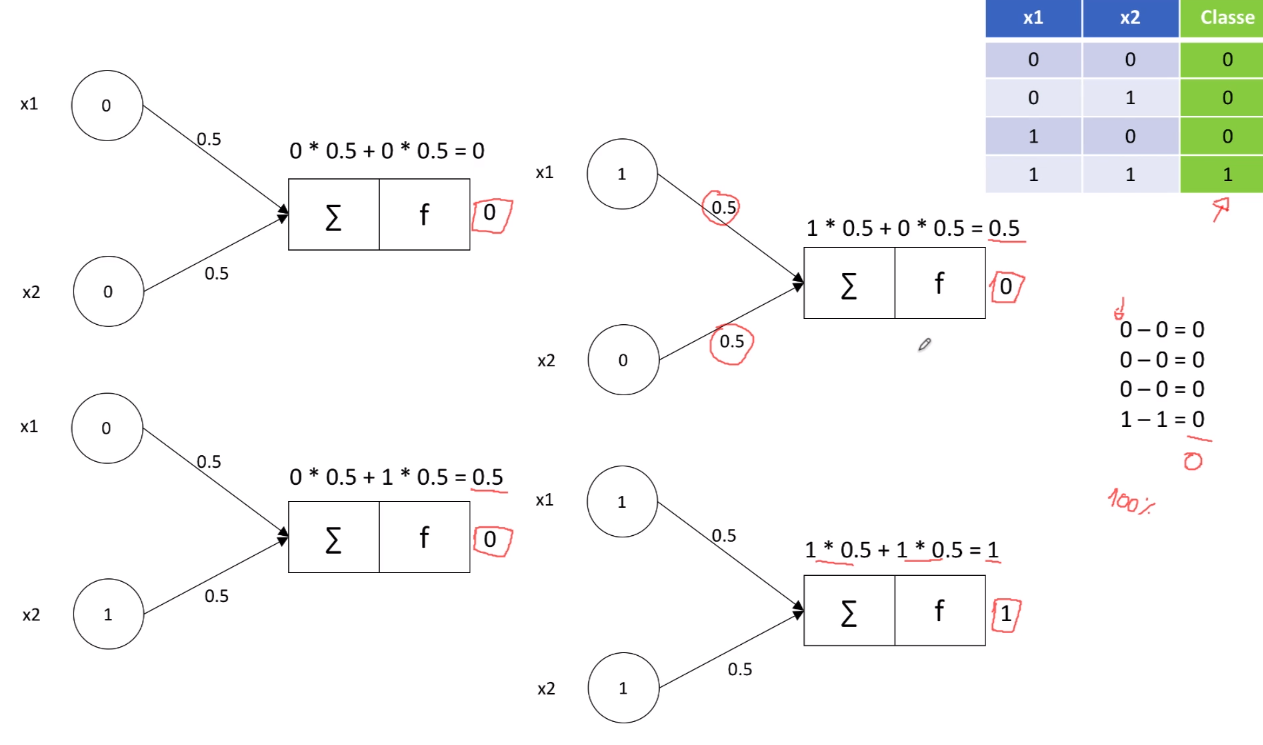 x1 x2 Classe
0 0 0
0 1 0
1 0 0
1 1 1
x1 0
0.5
0 * 0.5 + 0 * 0.5 = 0
∑ f 0
0.5
x2 0
x1 1
0.5
1 * 0.5 + 0 * 0.5 = 0.5
∑ f 0
0.5
x2 0
0 – 0 = 0
0 – 0 = 0
0 – 0 = 0
1 – 1 = 0
0
100%
x1 0
0.5
0 * 0.5 + 1 * 0.5 = 0.5
∑ f 0
0.5
x2 1
x1 1
0.5
1 * 0.5 + 1 * 0.5 = 1
∑ f 1
0.5
x2 1